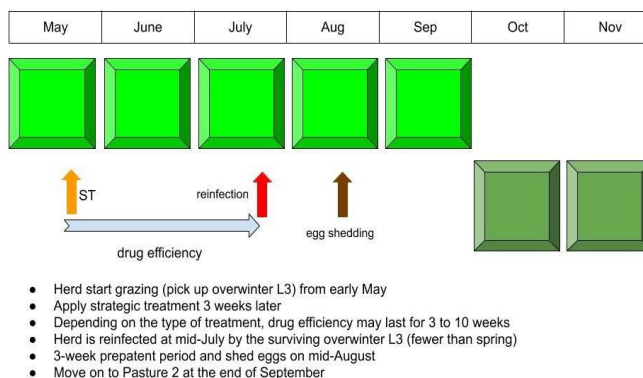 May June July Aug Sep Oct Nov
ST
reinfection
egg shedding
drug efficiency
● Herd start grazing (pick up overwinter L3) from early May
● Apply strategic treatment 3 weeks later
● Depending on the type of treatment, drug efficiency may last for 3 to 10 weeks
● Herd is reinfected at mid-July by the surviving overwinter L3 (fewer than spring)
● 3-week prepatent period and shed eggs on mid-August
● Move on to Pasture 2 at the end of September